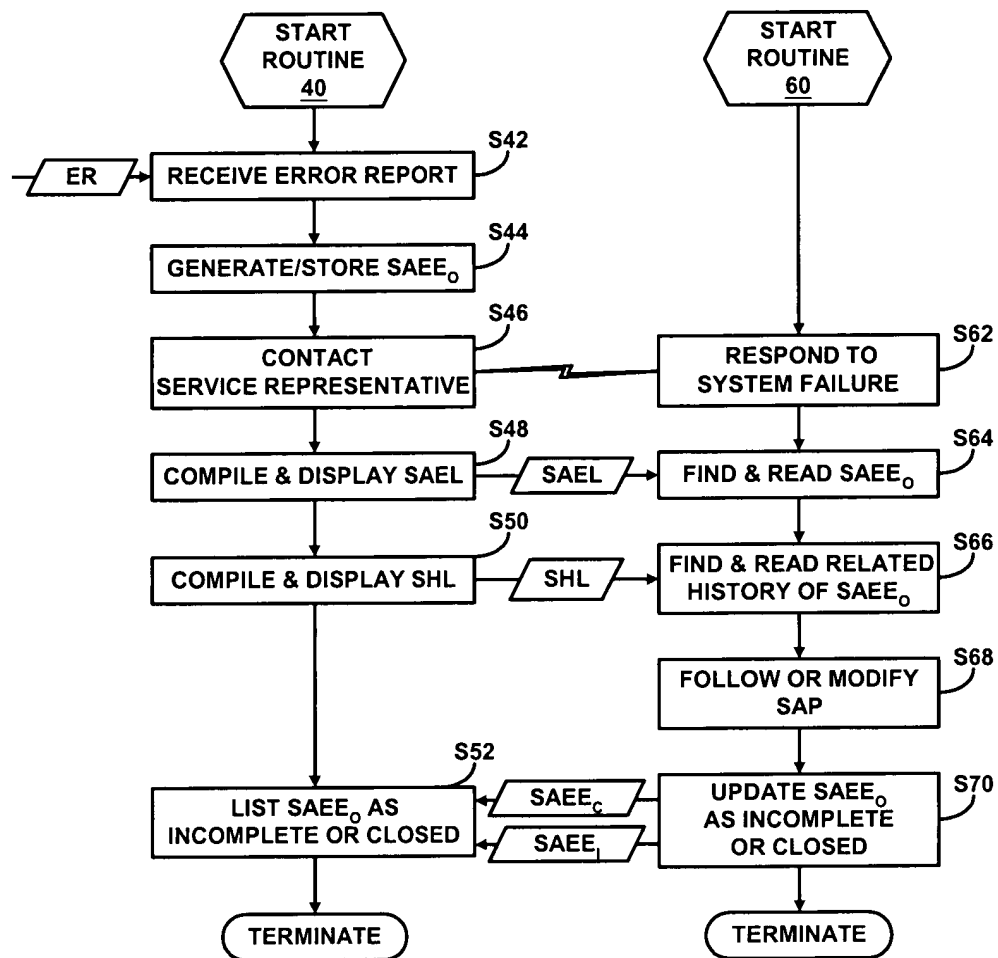 START
ROUTINE
40
START
ROUTINE
60
S42
ER
RECEIVE ERROR REPORT
S44
GENERATE/STORE SAEE_O
S46
CONTACT
SERVICE REPRESENTATIVE
S62
RESPOND TO
SYSTEM FAILURE
S48
COMPILE & DISPLAY SAEL
SAEL
S64
FIND & READ SAEE_O
S50
COMPILE & DISPLAY SHL
SHL
S66
FIND & READ RELATED
HISTORY OF SAEE_O
S68
FOLLOW OR MODIFY
SAP
S52
LIST SAEE_O AS
INCOMPLETE OR CLOSED
SAEE_C
SAEE_I
S70
UPDATE SAEE_O
AS INCOMPLETE
OR CLOSED
TERMINATE
TERMINATE